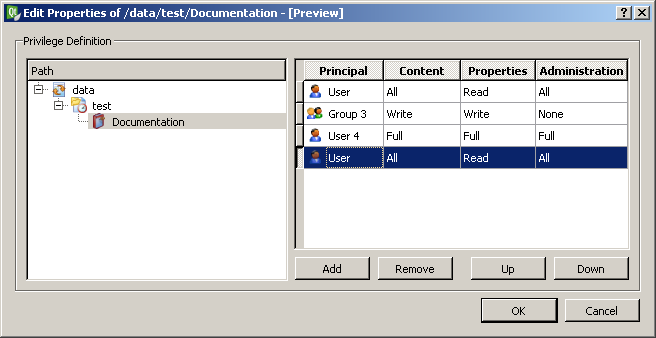 Edit Properties of /data/test/Documentation - [Preview]
Privilege Definition
Path
data
test
Documentation
Principal Content Properties Administration
User All Read All
Group 3 Write Write None
User 4 Full Full Full
User All Read All
Add Remove Up Down
OK Cancel